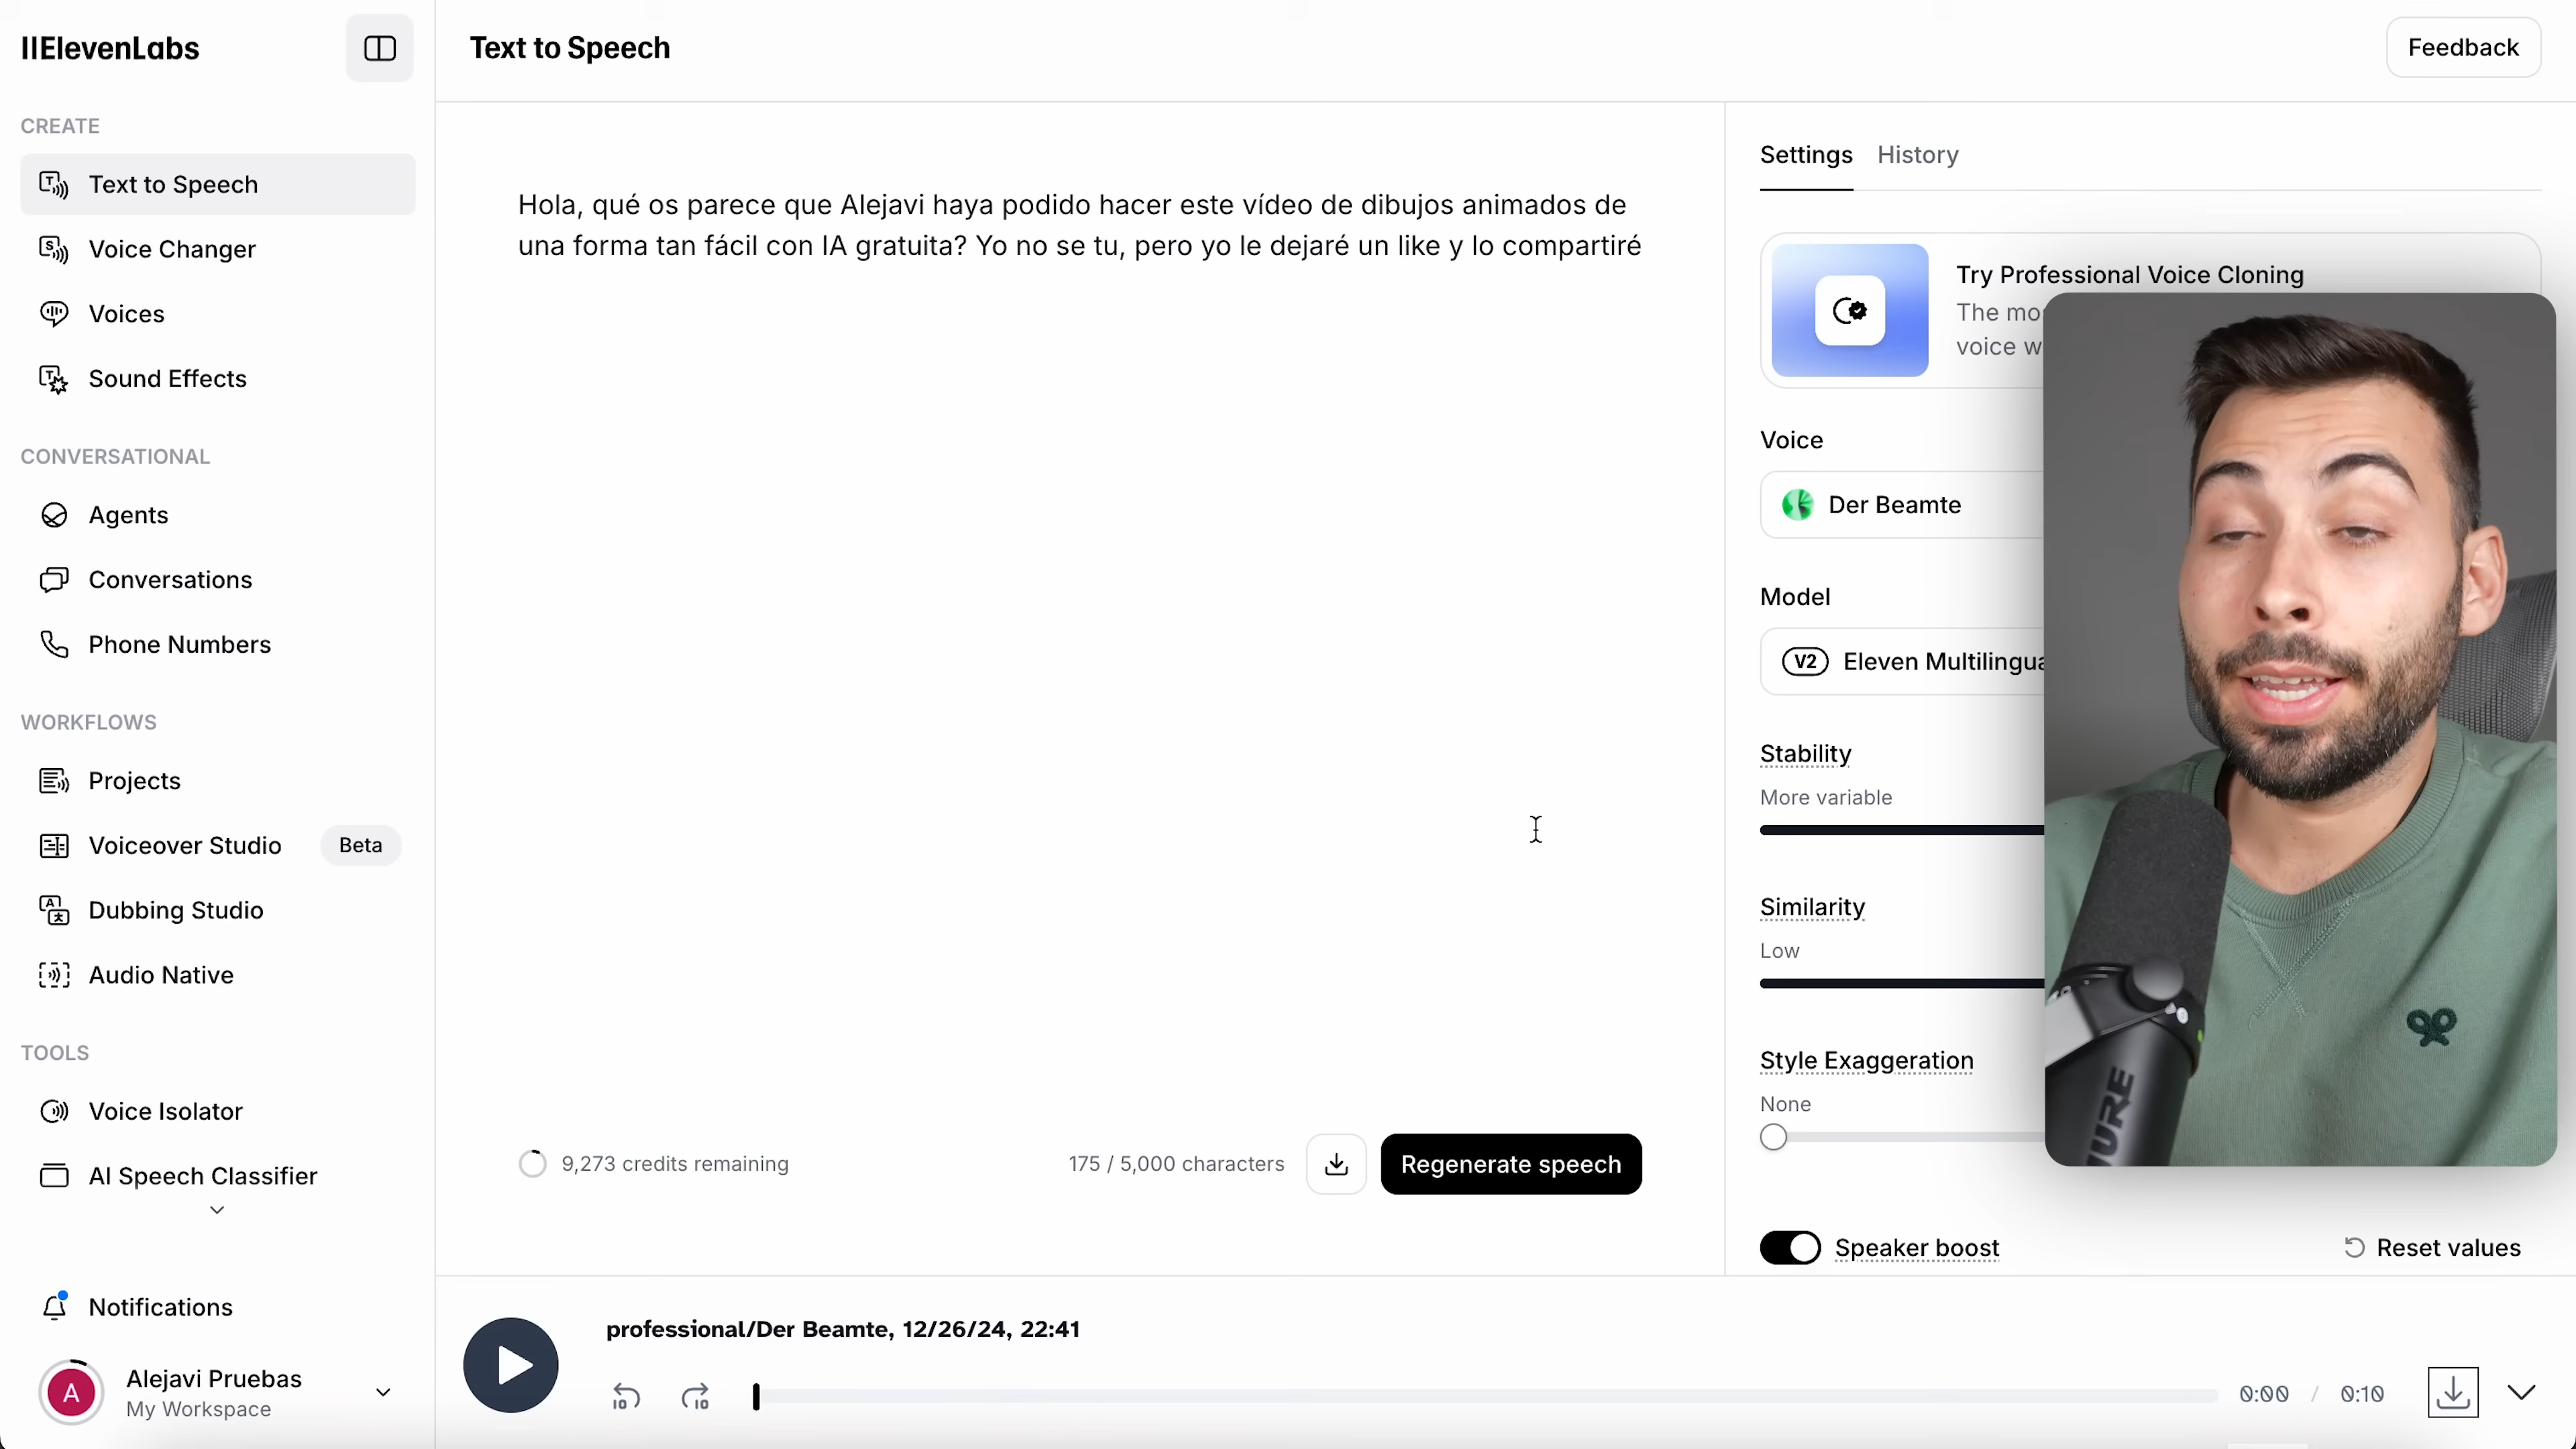 IIElevenLabs
CREATE
Text to Speech
Voice Changer
Voices
Sound Effects
CONVERSATIONAL
Agents
Conversations
Phone Numbers
WORKFLOWS
Projects
Voiceover Studio Beta
Dubbing Studio
Audio Native
TOOLS
Voice Isolator
AI Speech Classifier
Notifications
A
Alejavi Pruebas
My Workspace
Text to Speech
Feedback
Hola, qué os parece que Alejavi haya podido hacer este vídeo de dibujos animados de
una forma tan fácil con IA gratuita? Yo no se tu, pero yo le dejaré un like y lo compartiré
9,273 credits remaining
175 / 5,000 characters
Regenerate speech
Settings History
Try Professional Voice Cloning
The
voice
Voice
Der Beamte
Model
V2 Eleven
Stability
More variable
Similarity
Low
Style Exaggeration
None
Speaker boost
Reset values
professional/Der Beamte, 12/26/24, 22:41
10 10
0:00 / 0:10